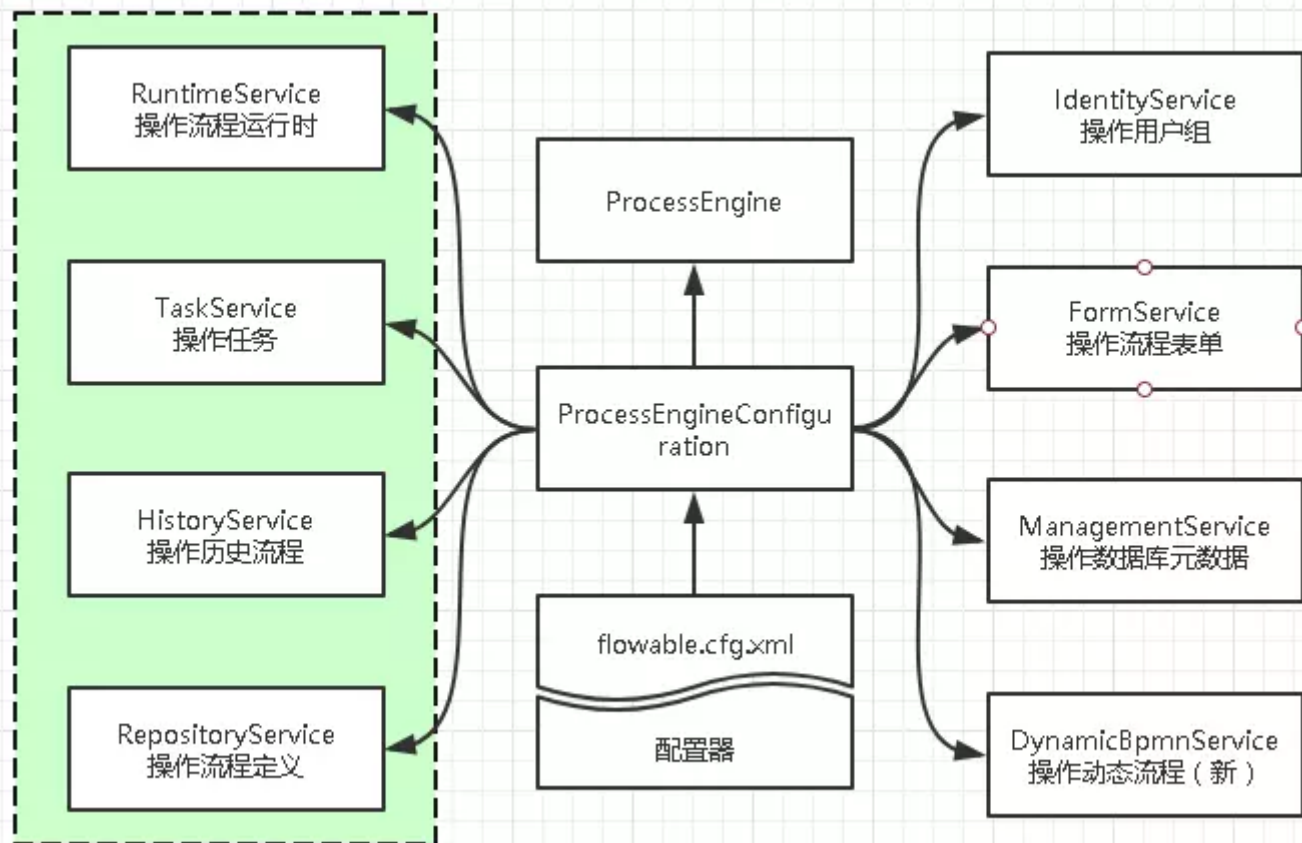 RuntimeService
操作流程运行时
TaskService
操作任务
HistoryService
操作历史流程
RepositoryService
操作流程定义
ProcessEngine
ProcessEngineConfigu
ration
flowable.cfg.xml
配置器
IdentityService
操作用户组
FormService
操作流程表单
ManagementService
操作数据库元数据
DynamicBpmnService
操作动态流程（新）